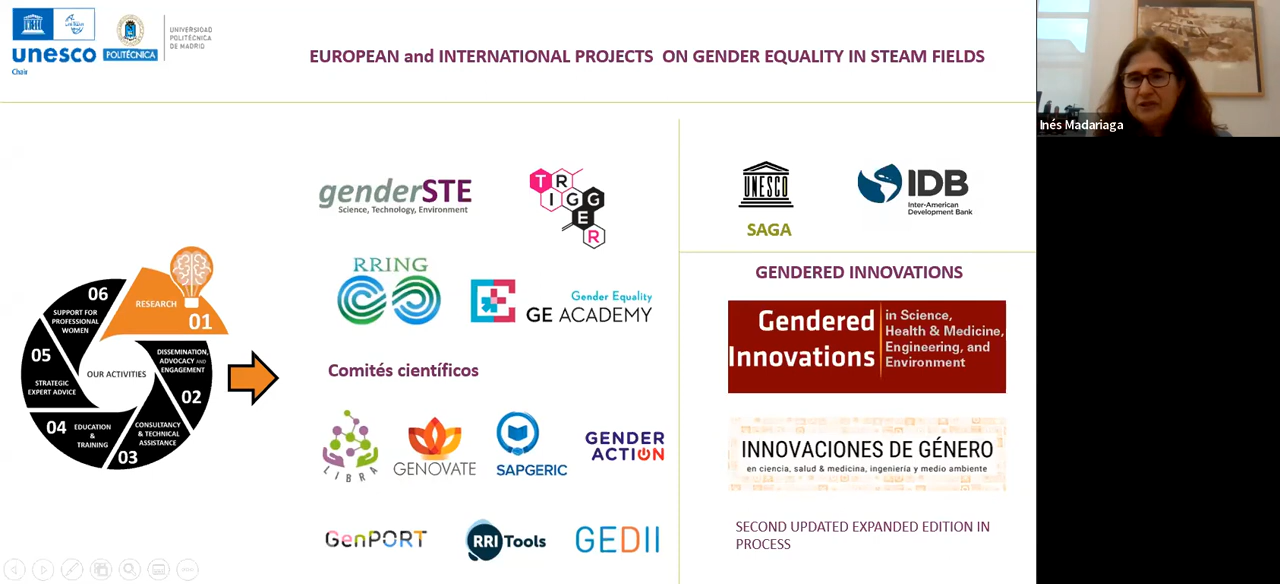 unesco
Chair
POLITÉCNICA
UNIVERSIDAD
POLITÉCNICA
DE MADRID
EUROPEAN and INTERNATIONAL PROJECTS ON GENDER EQUALITY IN STEAM FIELDS
Inés Madariaga
genderSTE
Science, Technology, Environment
TRIGGER
UNESCO
SAGA
IDB
Inter-American
Development Bank
RRING
Gender Equality
GE ACADEMY
GENDERED INNOVATIONS
Gendered
Innovations
in Science,
Health & Medicine,
Engineering, and
Environment
RESEARCH
01
DISSEMINATION,
ADVOCACY AND
ENGAGEMENT
02
CONSULTANCY
& TECHNICAL
ASSISTANCE
03
04
EDUCATION
&
TRAINING
05
STRATEGIC
EXPERT ADVICE
06
SUPPORT FOR
PROFESSIONAL
WOMEN
OUR ACTIVITIES
Comités científicos
LIBRA
GENOVATE
SAPGERIC
GENDER
ACTION
GenPORT
RRI Tools
GEDII
INNOVACIONES DE GÉNERO
en ciencia, salud & medicina, ingeniería y medio ambiente
SECOND UPDATED EXPANDED EDITION IN
PROCESS